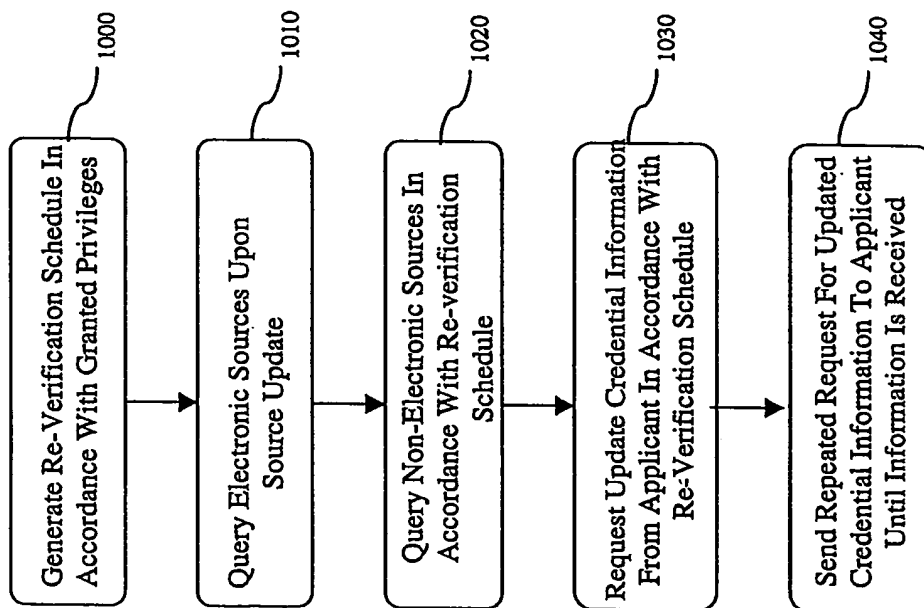 1000
Generate Re-Verification Schedule In
Accordance With Granted Privileges
1010
Query Electronic Sources Upon
Source Update
1020
Query Non-Electronic Sources In
Accordance With Re-verification
Schedule
1030
Request Update Credential Information
From Applicant In Accordance With
Re-Verification Schedule
1040
Send Repeated Request For Updated
Credential Information To Applicant
Until Information Is Received